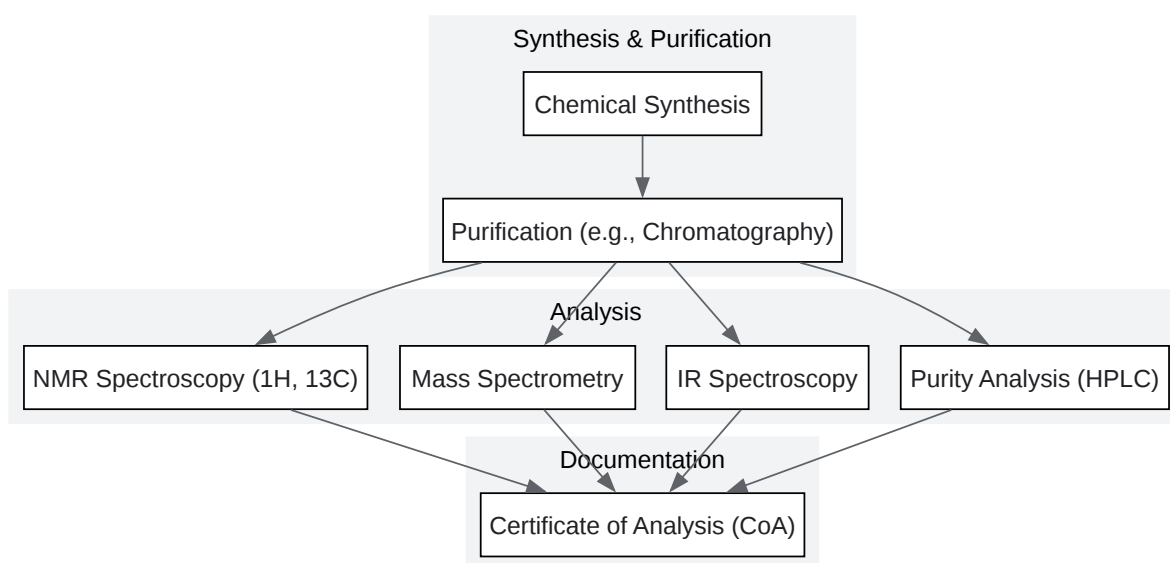 Synthesis & Purification
Chemical Synthesis
Purification (e.g., Chromatography)
Analysis
NMR Spectroscopy (1H, 13C)
Mass Spectrometry
IR Spectroscopy
Purity Analysis (HPLC)
Documentation
Certificate of Analysis (CoA)